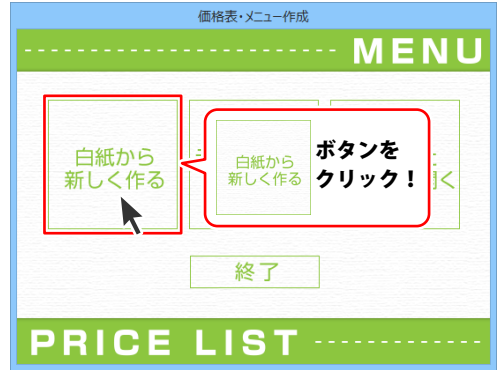 価格表・メニュー作成
MENU
白紙から
新しく作る
白紙から
新しく作る
ボタンを
クリック！
く
終了
PRICE LIST